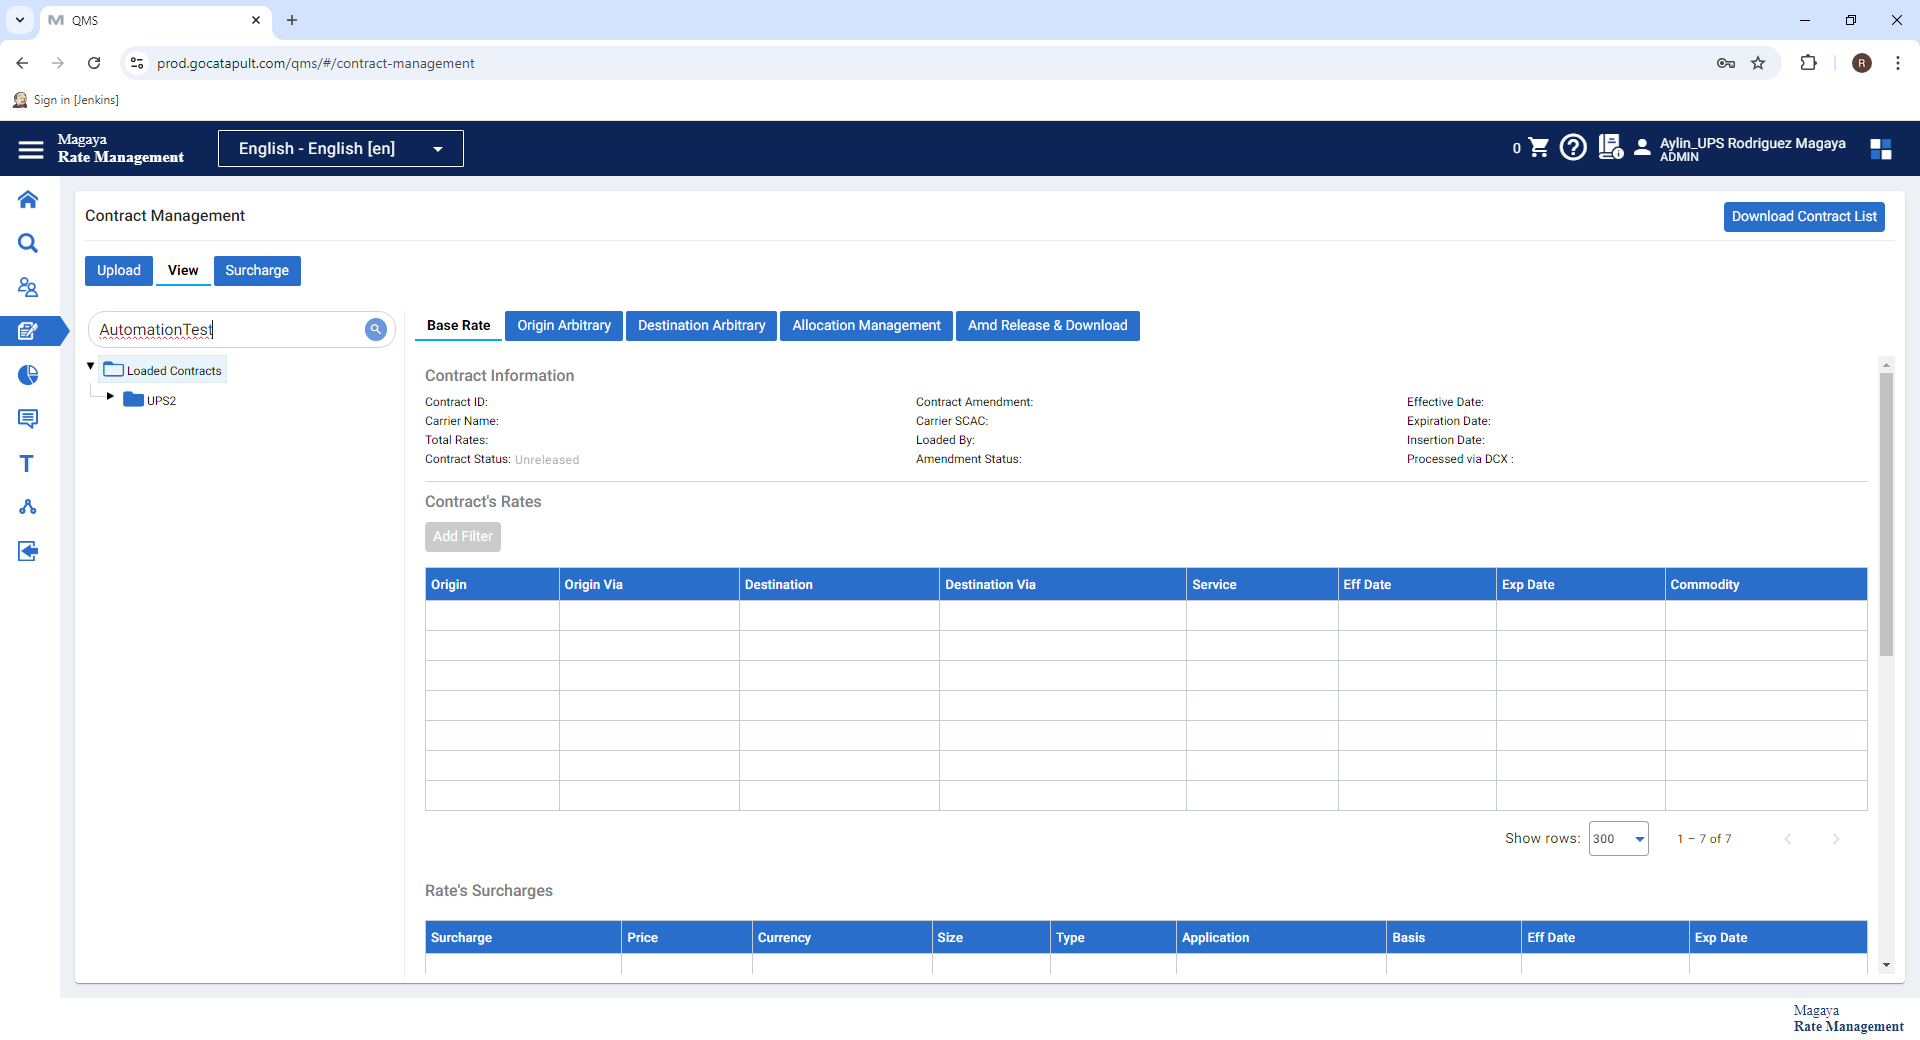 QMS
prod.gocatapult.com/qms/#/contract-management
R
Sign in [Jenkins]
Magaya
Rate Management
English - English [en]
0
Aylin_UPS Rodriguez Magaya
ADMIN
Contract Management
Download Contract List
Upload
View
Surcharge
AutomationTest
Loaded Contracts
UPS2
Base Rate
Origin Arbitrary
Destination Arbitrary
Allocation Management
Amd Release & Download
Contract Information
Contract ID:
Contract Amendment:
Effective Date:
Carrier Name:
Carrier SCAC:
Expiration Date:
Total Rates:
Loaded By:
Insertion Date:
Contract Status: Unreleased
Amendment Status:
Processed via DCX :
Contract's Rates
Add Filter
Origin
Origin Via
Destination
Destination Via
Service
Eff Date
Exp Date
Commodity
Show rows: 300
1 – 7 of 7
Rate's Surcharges
Surcharge
Price
Currency
Size
Type
Application
Basis
Eff Date
Exp Date
Magaya
Rate Management